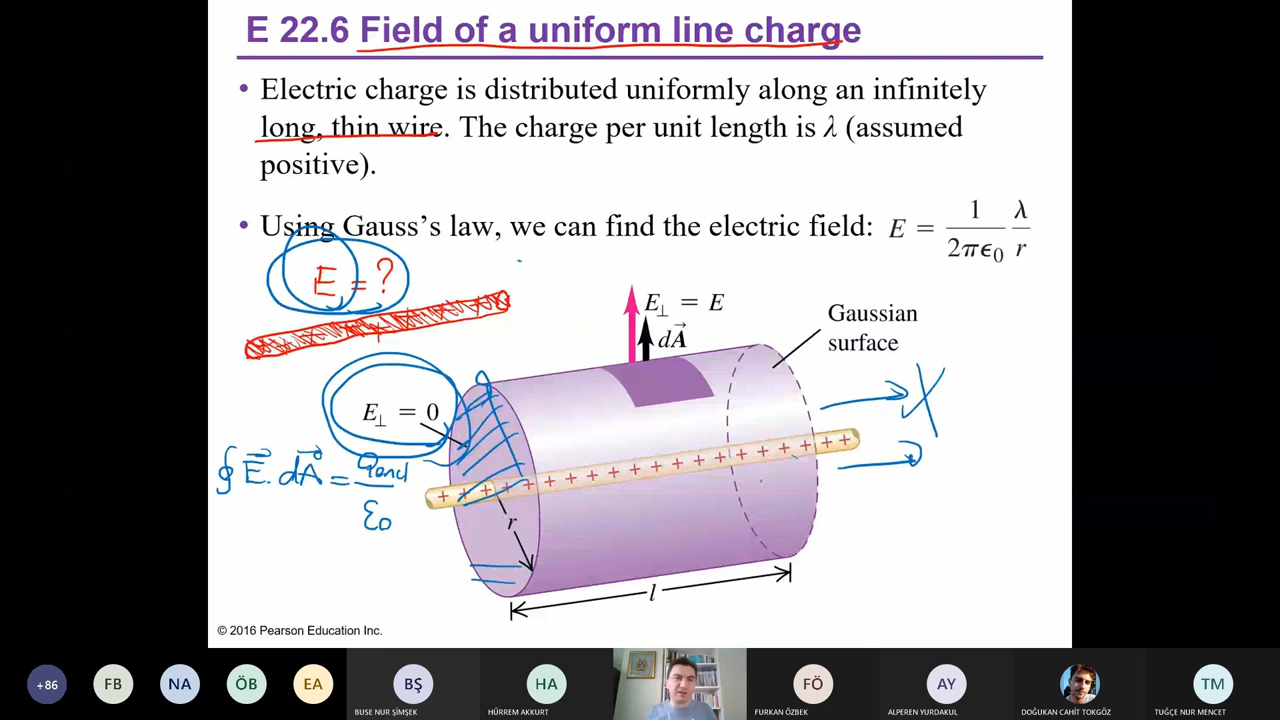 E 22.6 Field of a uniform line charge
• Electric charge is distributed uniformly along an infinitely
long, thin wire. The charge per unit length is λ (assumed
positive).
• Using Gauss's law, we can find the electric field: E = 1/(2πϵ₀) λ/r
E = ?
E⊥ = E
dA⃗
Gaussian
surface
E⊥ = 0
∮ E⃗ . dA⃗ = qencl / ε₀
+ + + + + + + + + + + + + + + + + + + +
r
l
© 2016 Pearson Education Inc.
+86
FB
NA
ÖB
EA
BŞ
HA
FÖ
AY
TM
BUSE NUR ŞİMŞEK
HÜRREM AKKURT
FURKAN ÖZBEK
ALPEREN YURDAKUL
DOĞUKAN CAHİT TOKGÖZ
TUĞÇE NUR MENCET